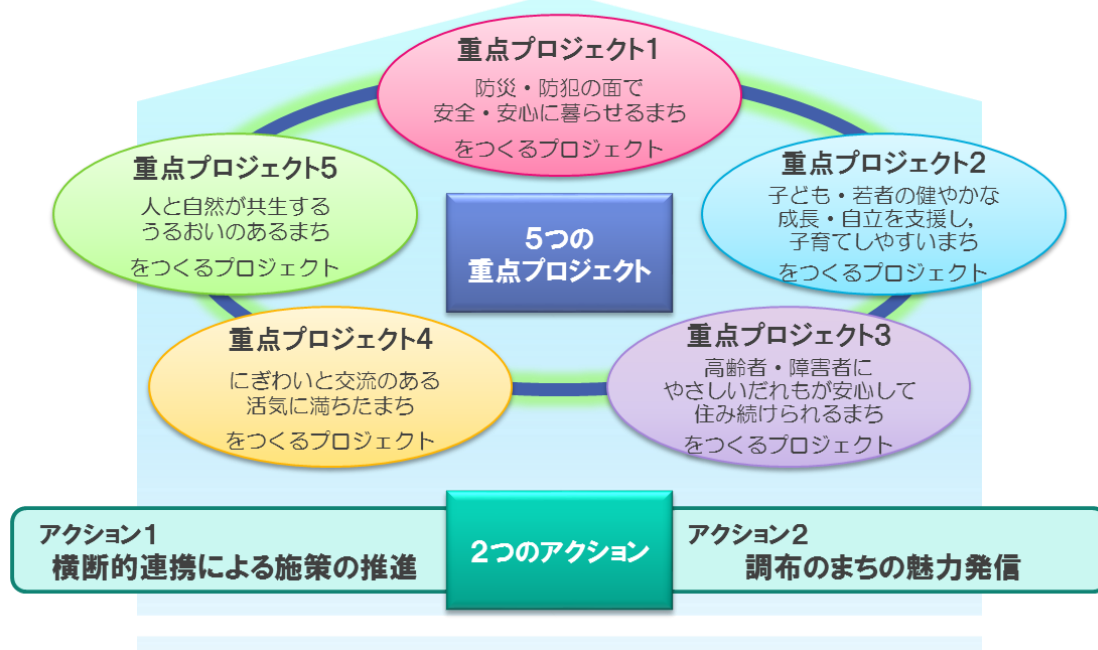 重点プロジェクト1
防災・防犯の面で
安全・安心に暮らせるまち
をつくるプロジェクト
重点プロジェクト2
子ども・若者の健やかな
成長・自立を支援し，
子育てしやすいまち
をつくるプロジェクト
重点プロジェクト3
高齢者・障害者に
やさしいだれもが安心して
住み続けられるまち
をつくるプロジェクト
重点プロジェクト4
にぎわいと交流のある
活気に満ちたまち
をつくるプロジェクト
重点プロジェクト5
人と自然が共生する
うるおいのあるまち
をつくるプロジェクト
5つの
重点プロジェクト
アクション1
横断的連携による施策の推進
2つのアクション
アクション2
調布のまちの魅力発信